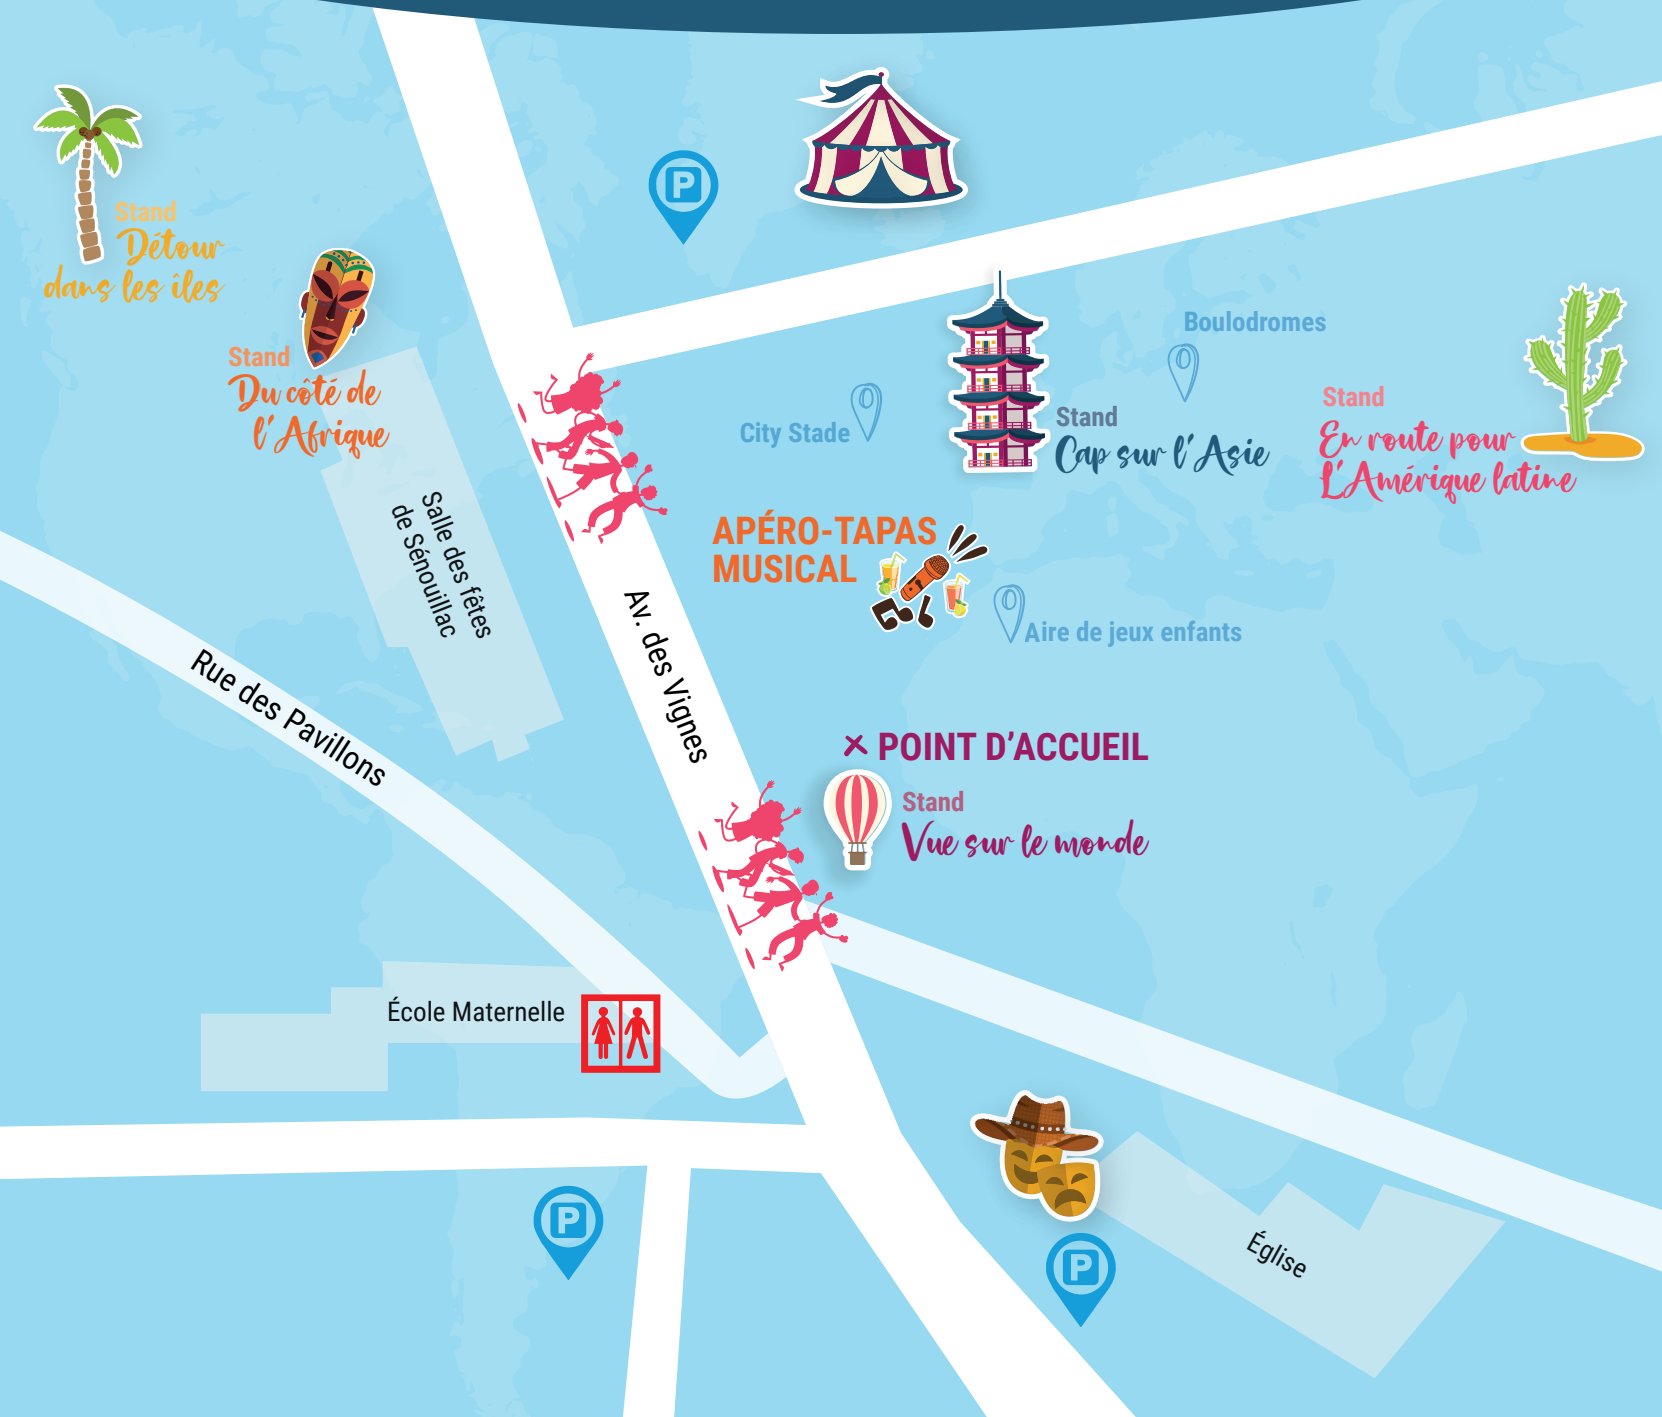 P
Stand
Détour
dans les îles
Stand
Du côté de
l'Afrique
Boulodromes
City Stade
Stand
Cap sur l'Asie
Stand
En route pour
L'Amérique latine
Salle des fêtes
de Sénouillac
APÉRO-TAPAS
MUSICAL
Av. des Vignes
Aire de jeux enfants
Rue des Pavillons
× POINT D'ACCUEIL
Stand
Vue sur le monde
École Maternelle
P
P
Église